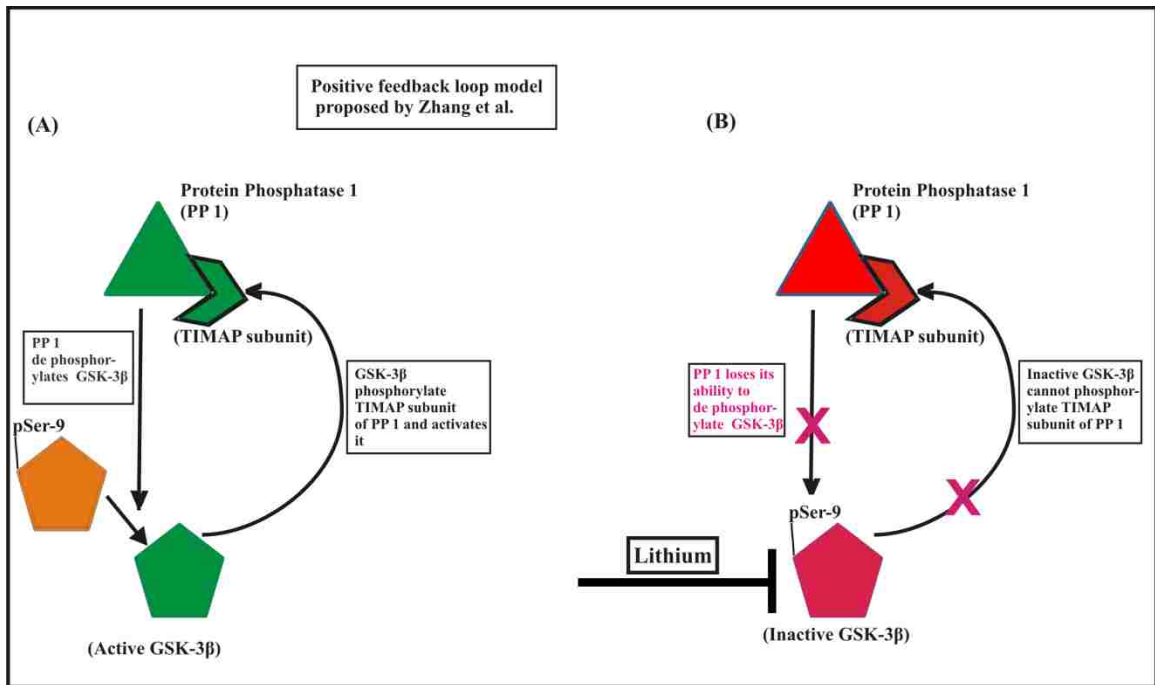 Positive feedback loop model
proposed by Zhang et al.
(A)
Protein Phosphatase 1
(PP 1)
(TIMAP subunit)
PP 1
de phosphor-
ylates GSK-3β
GSK-3β
phosphorylate
TIMAP subunit
of PP 1 and activates
it
pSer-9
(Active GSK-3β)
(B)
Protein Phosphatase 1
(PP 1)
(TIMAP subunit)
PP 1 loses its
ability to
de phosphor-
ylate GSK-3β
X
Inactive GSK-3β
cannot phosphor-
ylate TIMAP
subunit of PP 1
X
pSer-9
Lithium
(Inactive GSK-3β)